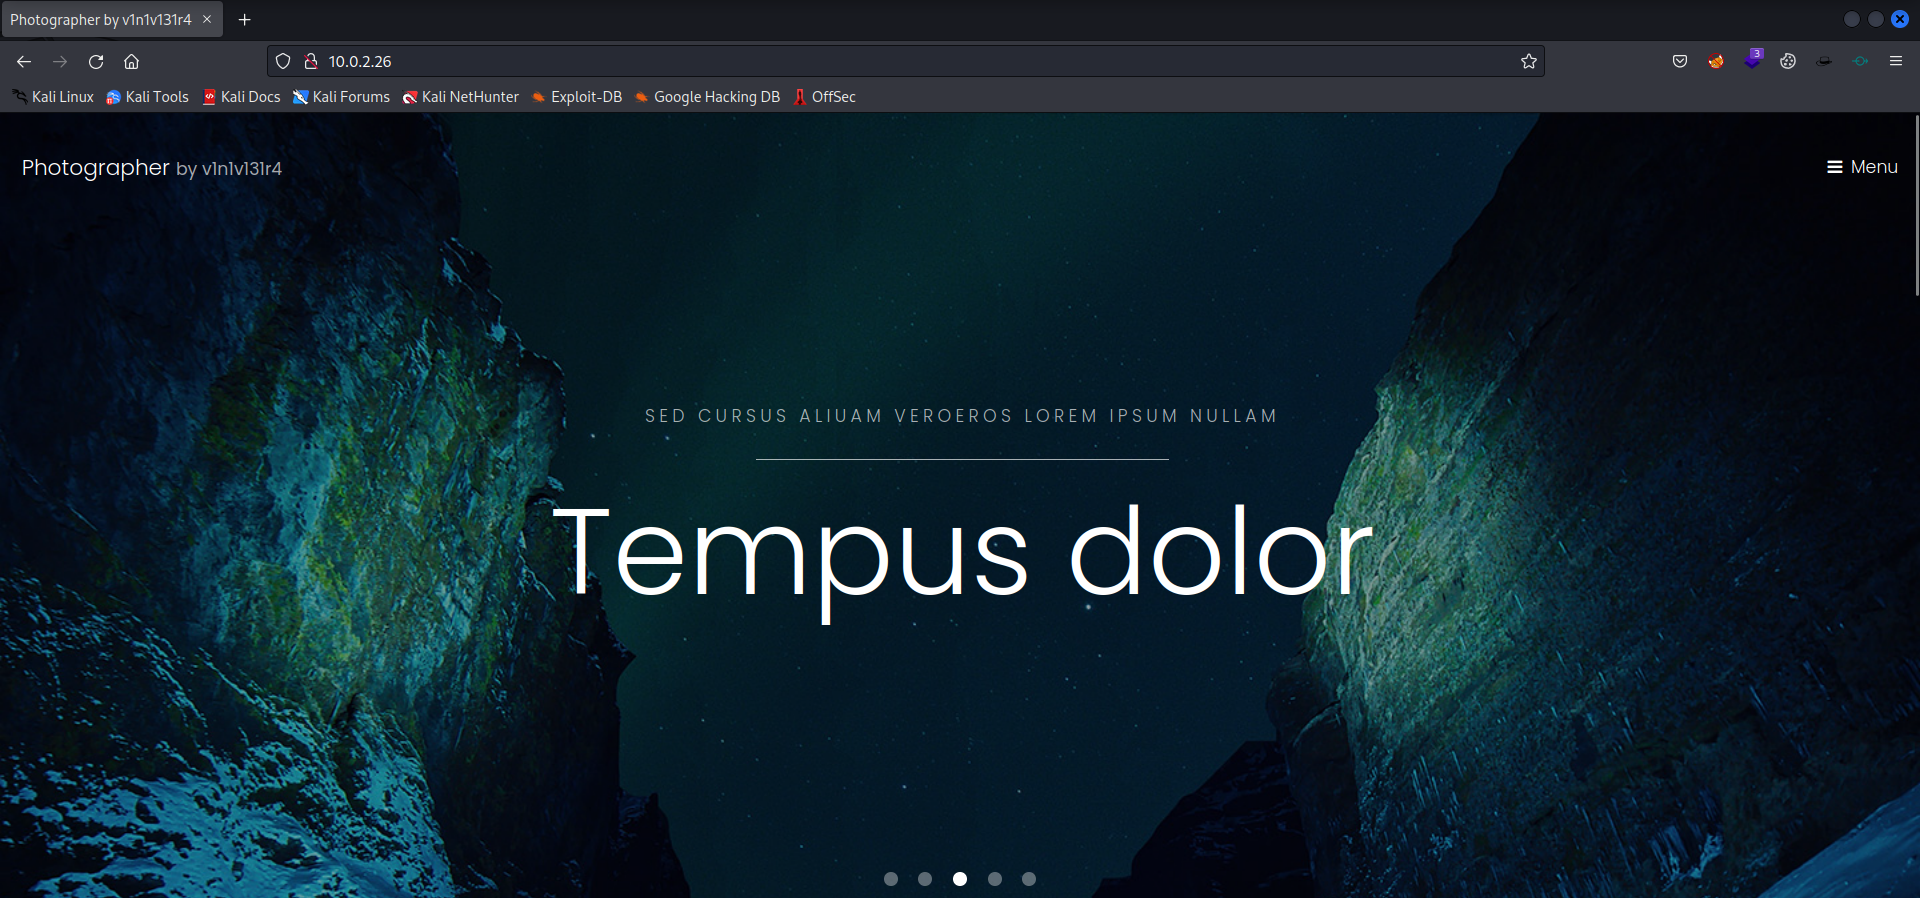 Photographer by v1n1v131r4
10.0.2.26
3
Kali Linux Kali Tools Kali Docs Kali Forums Kali NetHunter Exploit-DB Google Hacking DB OffSec
Photographer by v1n1v131r4 Menu
SED CURSUS ALIUAM VEROEROS LOREM IPSUM NULLAM
Tempus dolor